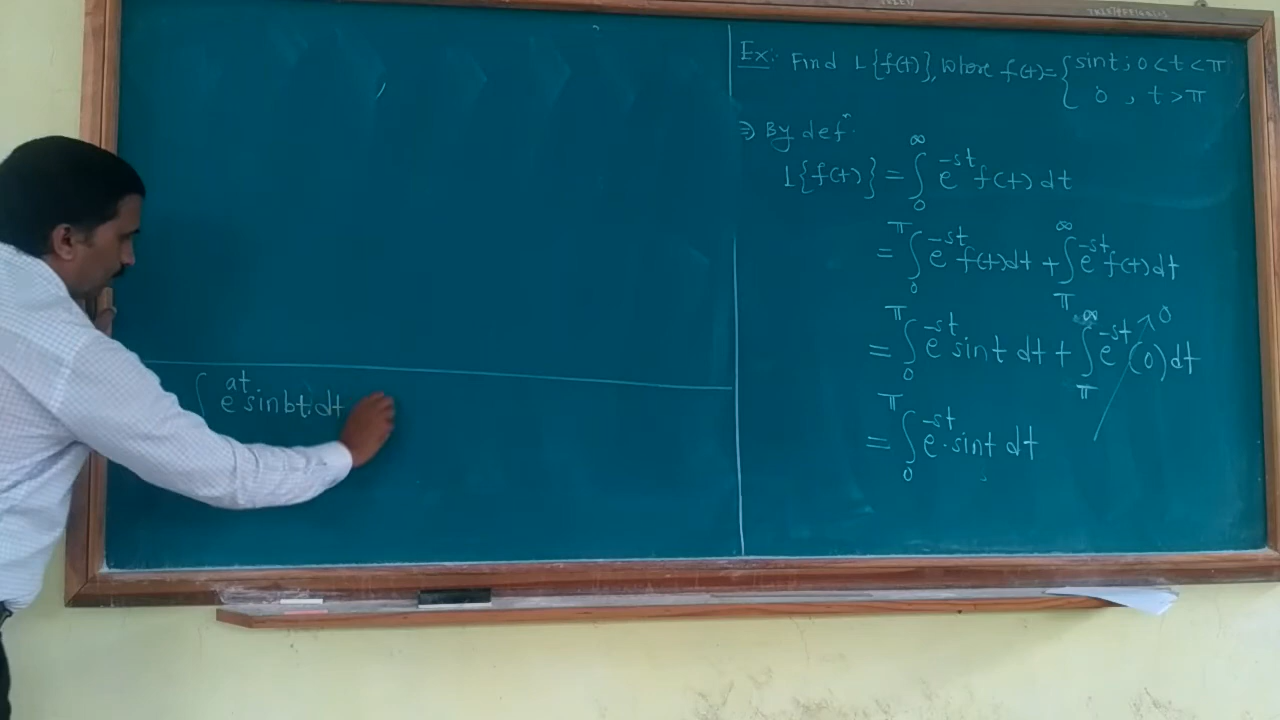 Ex:- Find L{f(t)}, Where f(t)= { sint ; 0 < t < π
0 , t > π
⇒ By defⁿ.
L{f(t)} = ∫₀^∞ e^-st f(t) dt
= ∫₀^π e^-st f(t) dt + ∫_π^∞ e^-st f(t) dt
= ∫₀^π e^-st sint dt + ∫_π^∞ e^-st (0) dt → 0
= ∫₀^π e^-st . sint dt
∫ e^at sinbt. dt